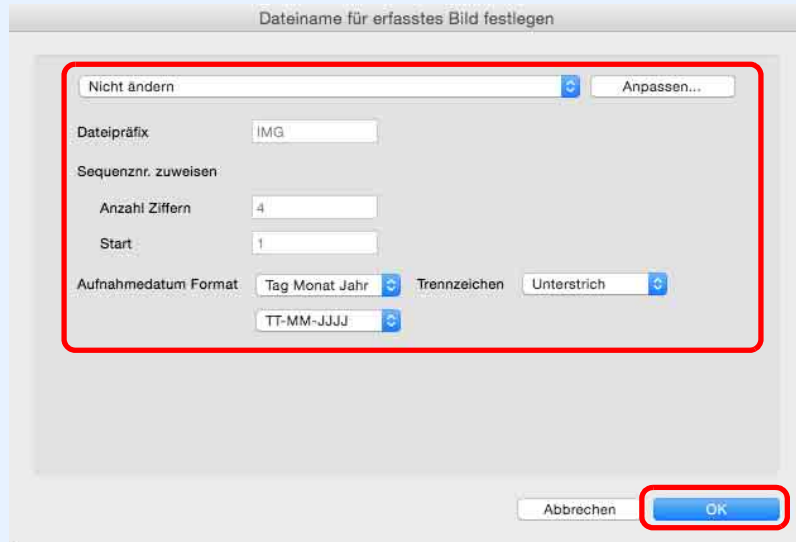 Dateiname für erfasstes Bild festlegen
Nicht ändern Anpassen...
Dateipräfix IMG
Sequenznr. zuweisen
Anzahl Ziffern 4
Start 1
Aufnahmedatum Format Tag Monat Jahr Trennzeichen Unterstrich
TT-MM-JJJJ
Abbrechen OK